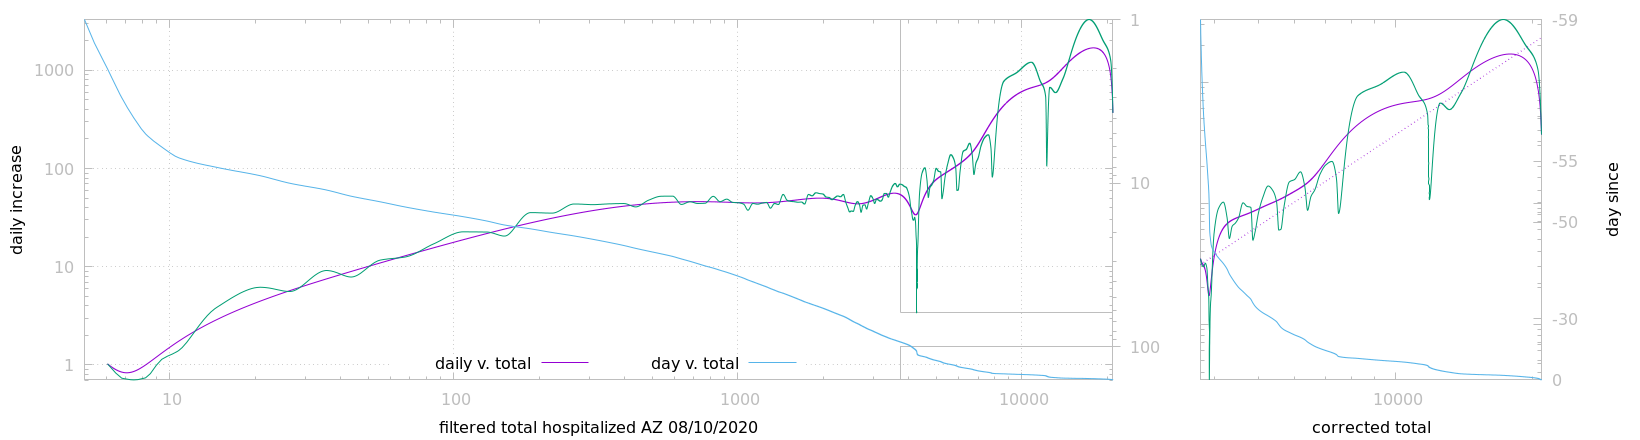 1000
100
10
1
daily increase
10
100
1000
10000
filtered total hospitalized AZ 08/10/2020
daily v. total
day v. total
1
10
100
-59
-55
-50
-30
0
day since
10000
corrected total